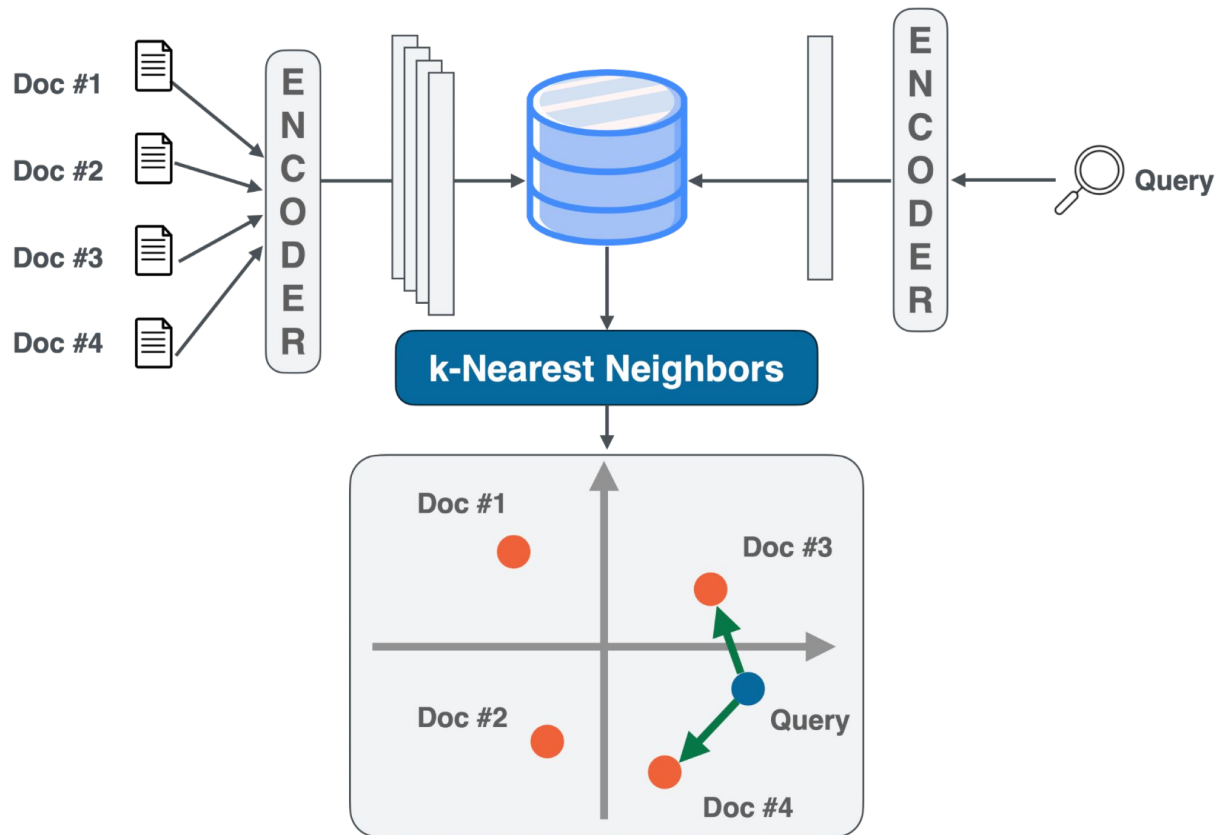 Doc #1
Doc #2
Doc #3
Doc #4
ENCODER
ENCODER
Query
k-Nearest Neighbors
Doc #1
Doc #3
Doc #2
Query
Doc #4